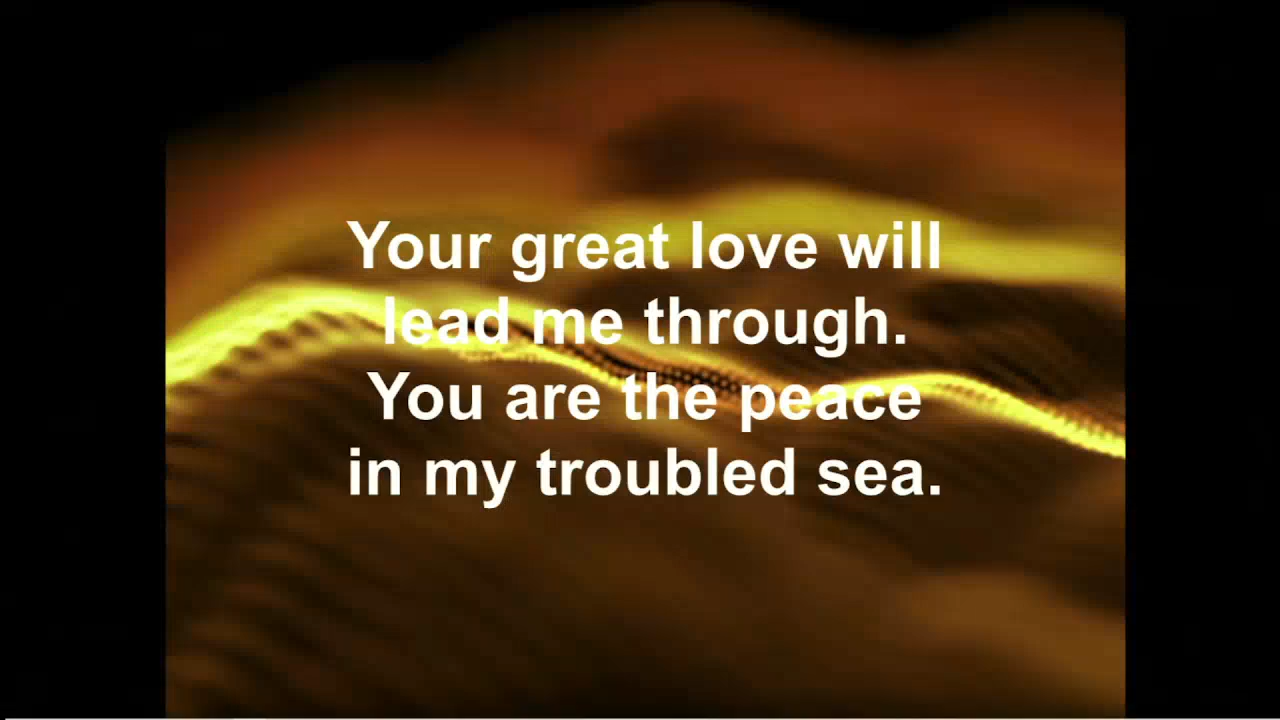 Your great love will
lead me through.
You are the peace
in my troubled sea.